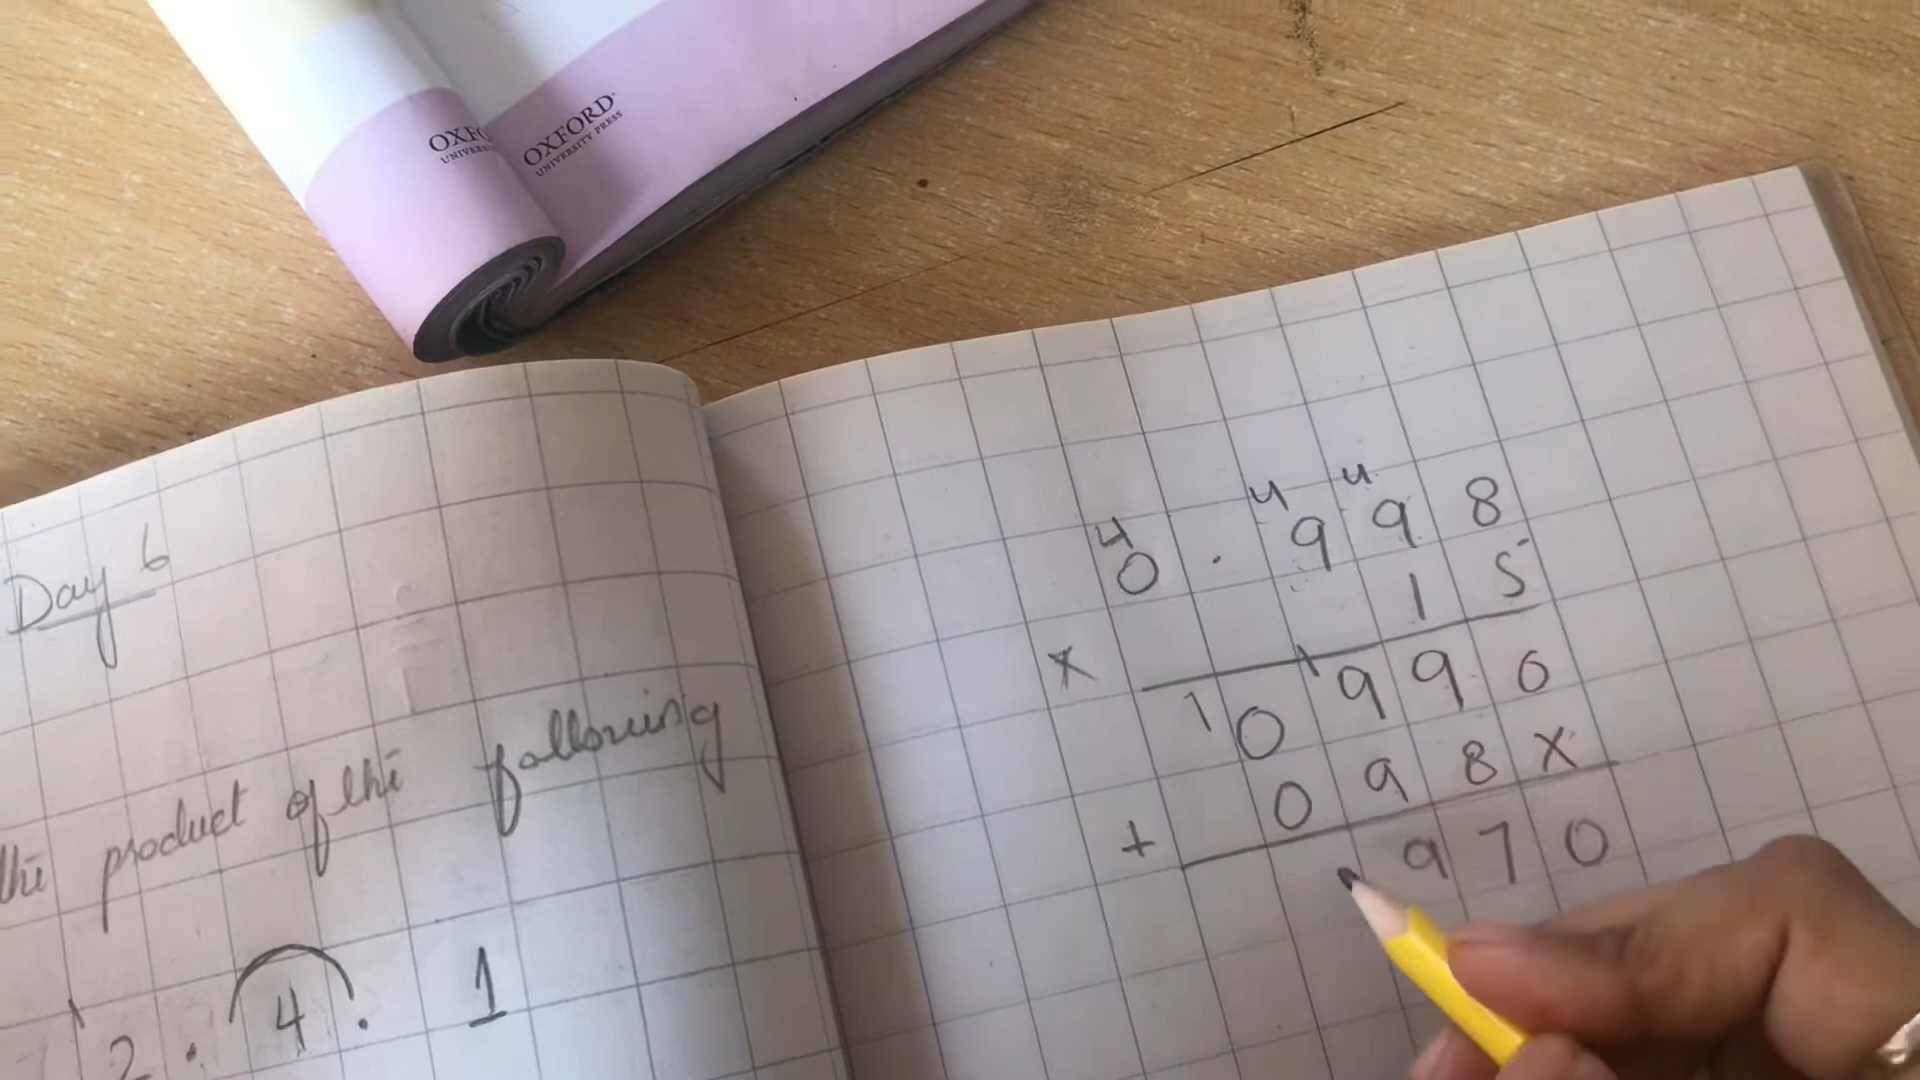 OXFORD
UNIVERSITY PRESS
Day 6
the product of the following
2 . 4 . 1
4 4 4
0 . 9 9 8
1 5
x
1 1
0 9 9 6
0 9 8 x
+
9 7 0